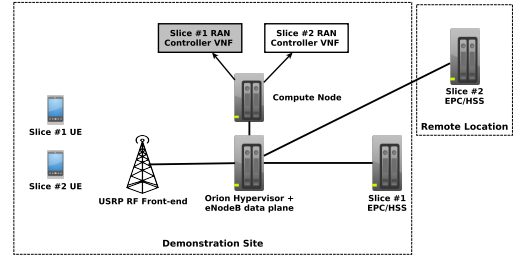 Slice #1 RAN
Controller VNF
Slice #2 RAN
Controller VNF
Compute Node
Slice #2
EPC/HSS
Remote Location
Slice #1 UE
Slice #2 UE
USRP RF Front-end
Orion Hypervisor +
eNodeB data plane
Slice #1
EPC/HSS
Demonstration Site